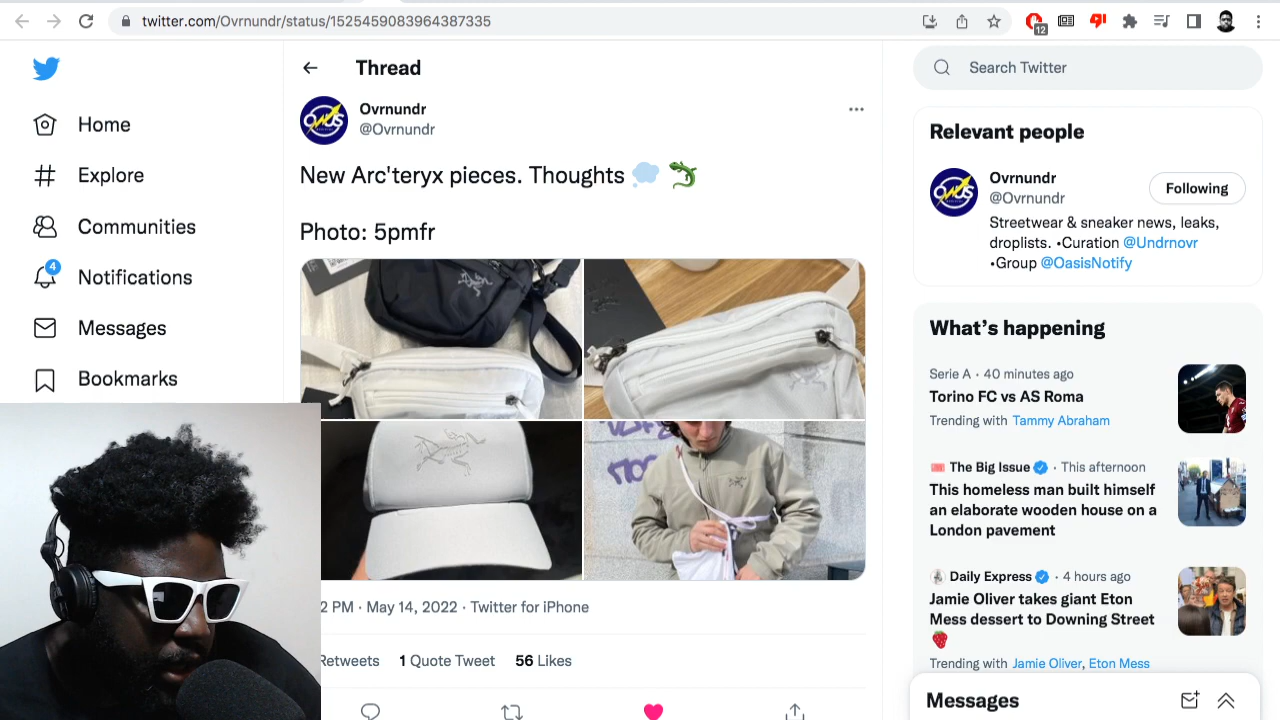 twitter.com/Ovrnundr/status/1525459083964387335
12
Thread
Search Twitter
Home
Explore
Communities
4
Notifications
Messages
Bookmarks
Ovrnundr
@Ovrnundr
New Arc'teryx pieces. Thoughts
Photo: 5pmfr
2 PM · May 14, 2022 · Twitter for iPhone
Retweets 1 Quote Tweet 56 Likes
Relevant people
Ovrnundr
@Ovrnundr
Following
Streetwear & sneaker news, leaks,
droplists. •Curation @Undrnovr
•Group @OasisNotify
What's happening
Serie A · 40 minutes ago
Torino FC vs AS Roma
Trending with Tammy Abraham
The Big Issue · This afternoon
This homeless man built himself
an elaborate wooden house on a
London pavement
Daily Express · 4 hours ago
Jamie Oliver takes giant Eton
Mess dessert to Downing Street
Trending with Jamie Oliver, Eton Mess
Messages